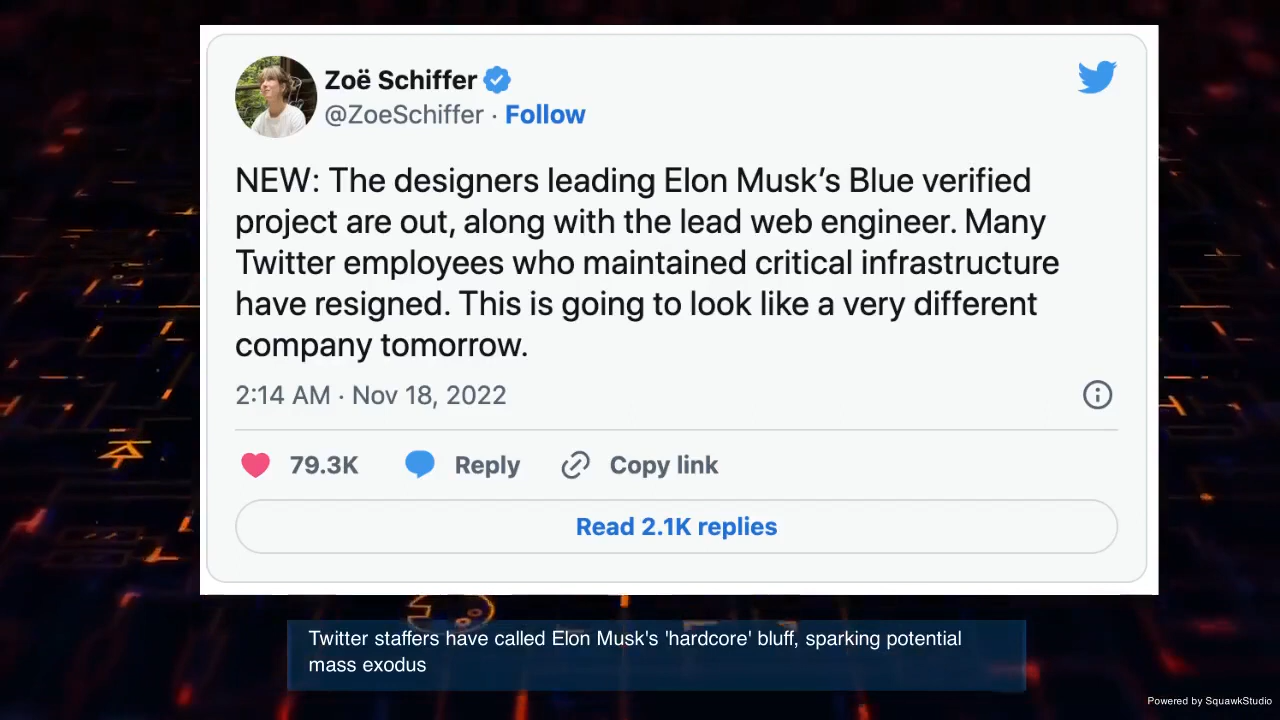 Zoë Schiffer
@ZoeSchiffer · Follow
NEW: The designers leading Elon Musk’s Blue verified
project are out, along with the lead web engineer. Many
Twitter employees who maintained critical infrastructure
have resigned. This is going to look like a very different
company tomorrow.
2:14 AM · Nov 18, 2022
79.3K Reply Copy link
Read 2.1K replies
Twitter staffers have called Elon Musk's 'hardcore' bluff, sparking potential
mass exodus
Powered by SquawkStudio